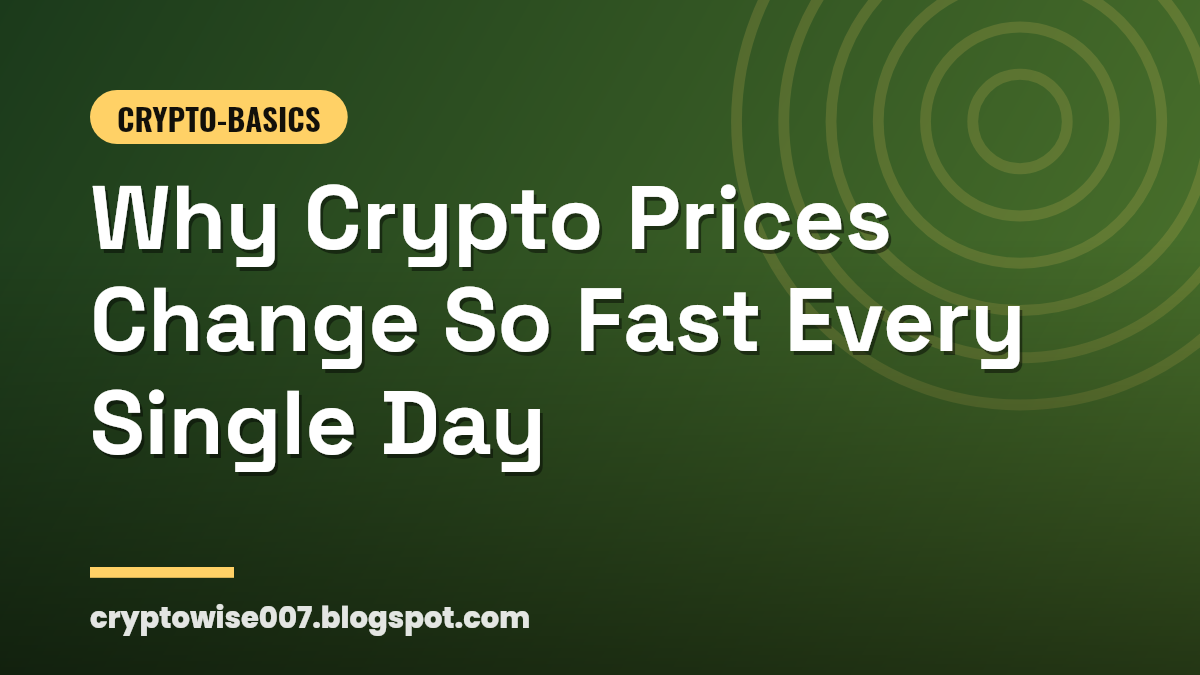 CRYPTO-BASICS
Why Crypto Prices
Change So Fast Every
Single Day
cryptowise007.blogspot.com